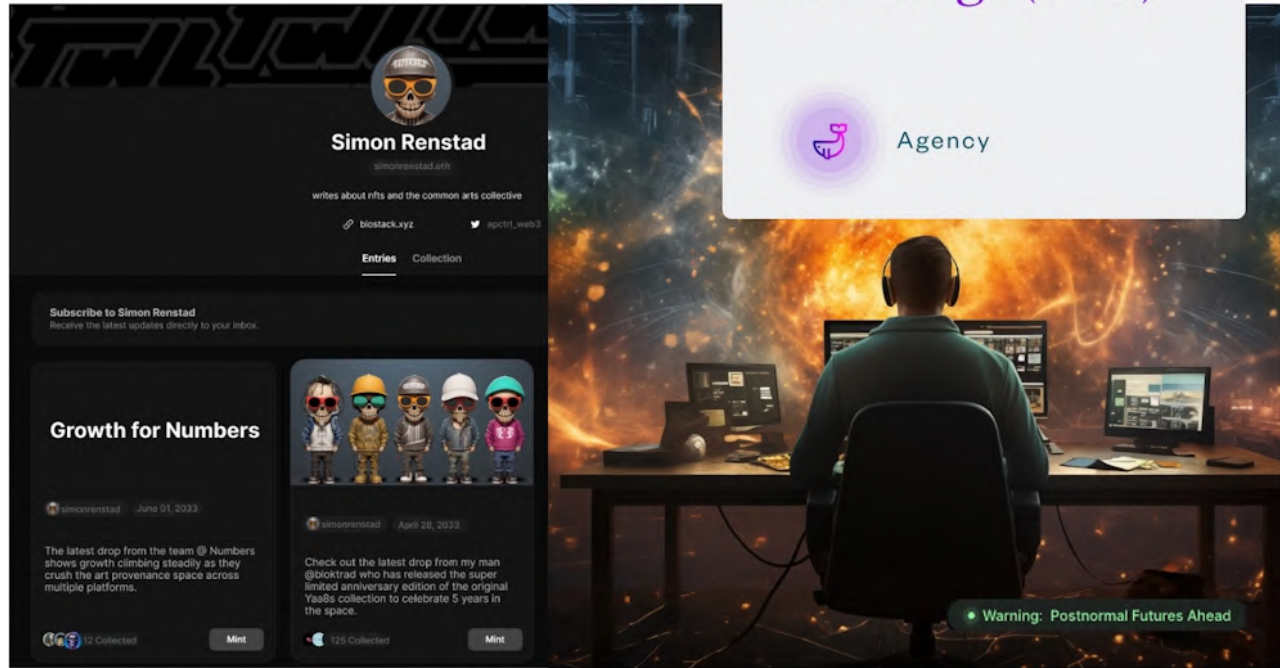 Simon Renstad
simonrenstad.eth
writes about nfts and the common arts collective
biostack.xyz
apctrl_web3
Entries Collection
Subscribe to Simon Renstad
Receive the latest updates directly to your inbox.
Growth for Numbers
simonrenstad June 01, 2033
The latest drop from the team @ Numbers
shows growth climbing steadily as they
crush the art provenance space across
multiple platforms.
12 Collected Mint
simonrenstad April 28, 2033
Check out the latest drop from my man
@bloktrad who has released the super
limited anniversary edition of the original
Yaa8s collection to celebrate 5 years in
the space.
125 Collected Mint
Agency
Warning: Postnormal Futures Ahead